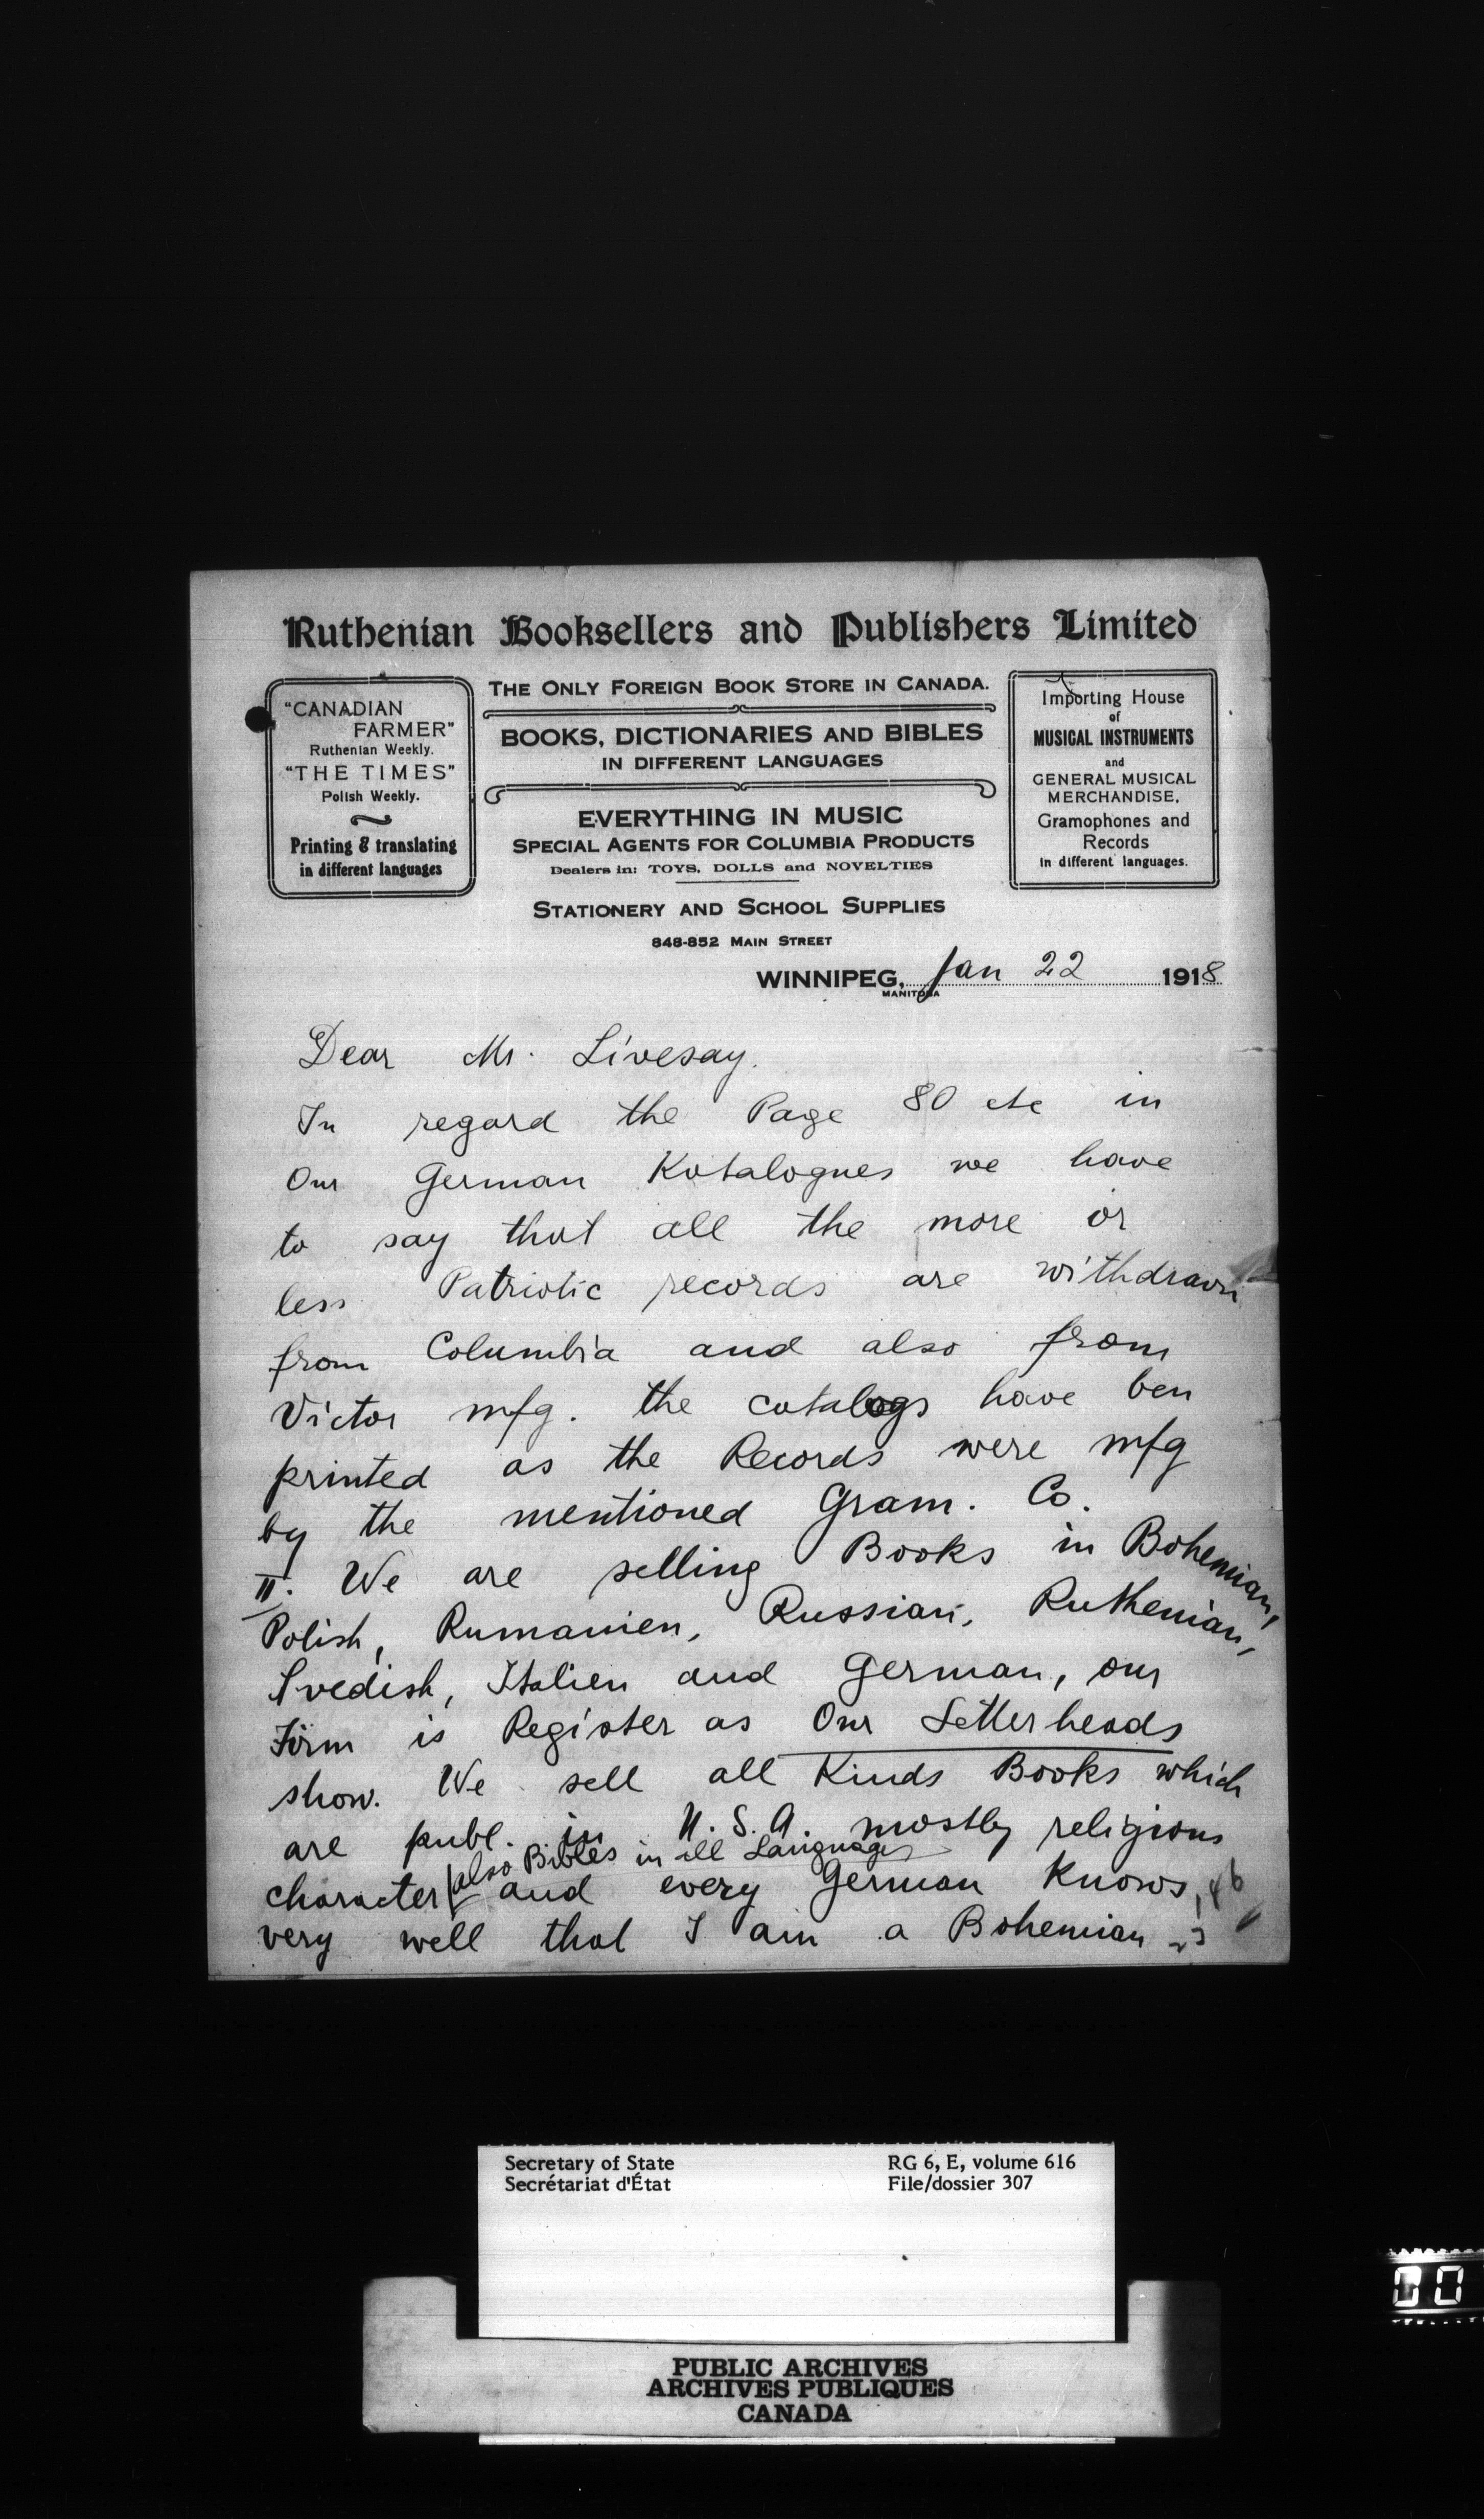 Ruthenian Booksellers and Publishers Limited
"CANADIAN
FARMER"
Ruthenian Weekly.
"THE TIMES"
Polish Weekly.
Printing & translating
in different languages
THE ONLY FOREIGN BOOK STORE IN CANADA.
BOOKS, DICTIONARIES AND BIBLES
IN DIFFERENT LANGUAGES
EVERYTHING IN MUSIC
SPECIAL AGENTS FOR COLUMBIA PRODUCTS
Dealers in: TOYS, DOLLS and NOVELTIES
STATIONERY AND SCHOOL SUPPLIES
848-852 MAIN STREET
Importing House
of
MUSICAL INSTRUMENTS
and
GENERAL MUSICAL
MERCHANDISE,
Gramophones and
Records
in different languages.
WINNIPEG, Jan 22 1918
MANITOBA
Dear Mr. Livesay.
In regard the Page 80 etc in
Our German Katalogues we have
to say that all the more or
less Patriotic records are withdrawn
from Columbia and also from
Victor mfg. the catalogs have ben
printed as the Records were mfg
by the mentioned Gram. Co.
II. We are selling Books in Bohemian,
Polish, Rumanien, Russian, Ruthenian,
Svedish, Italien and German, our
Firm is Register as Our Letterheads
show. We sell all Kinds Books which
are publ. in U.S.A. mostly religious
also Bibles in all Languages
character and every German Knows,
very well that I am a Bohemian
Secretary of State
Secrétariat d'État
RG 6, E, volume 616
File/dossier 307
PUBLIC ARCHIVES
ARCHIVES PUBLIQUES
CANADA